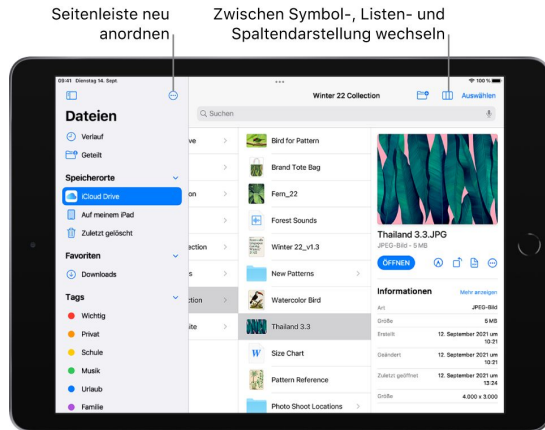 Seitenleiste neu
anordnen
Zwischen Symbol-, Listen- und
Spaltendarstellung wechseln
09:41 Dienstag 14. Sept.
100 %
Winter 22 Collection
Auswählen
Dateien
Suchen
Verlauf
Geteilt
Speicherorte
iCloud Drive
Auf meinem iPad
Zuletzt gelöscht
Favoriten
Downloads
Tags
Wichtig
Privat
Schule
Musik
Urlaub
Familie
ve
on
ection
s
ction
ite
Bird for Pattern
Brand Tote Bag
Fern_22
Forest Sounds
Winter 22_v1.3
New Patterns
Watercolor Bird
Thailand 3.3
W
Size Chart
Pattern Reference
Photo Shoot Locations
Thailand 3.3.JPG
JPEG-Bild - 5 MB
ÖFFNEN
Informationen
Mehr anzeigen
Art
JPEG-Bild
Größe
5 MB
Erstellt
12. September 2021 um
10:21
Geändert
12. September 2021 um
10:21
Zuletzt geöffnet
12. September 2021 um
13:24
Größe
4.000 x 3.000